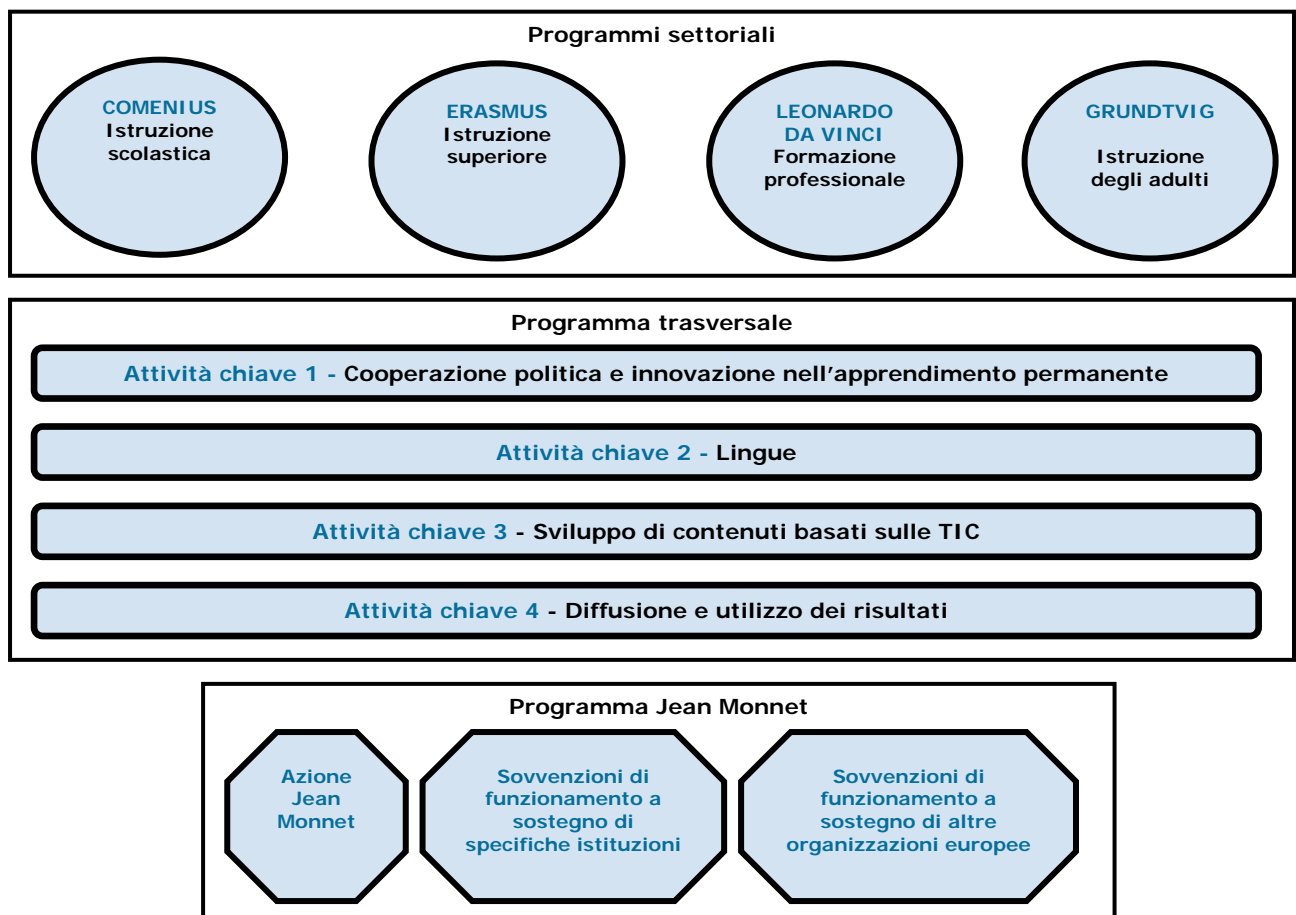 Programmi settoriali
COMENIUS
Istruzione
scolastica
ERASMUS
Istruzione
superiore
LEONARDO
DA VINCI
Formazione
professionale
GRUNDTVIG
Istruzione
degli adulti
Programma trasversale
Attività chiave 1 - Cooperazione politica e innovazione nell'apprendimento permanente
Attività chiave 2 - Lingue
Attività chiave 3 - Sviluppo di contenuti basati sulle TIC
Attività chiave 4 - Diffusione e utilizzo dei risultati
Programma Jean Monnet
Azione
Jean
Monnet
Sovvenzioni di
funzionamento a
sostegno di
specifiche istituzioni
Sovvenzioni di
funzionamento a
sostegno di altre
organizzazioni europee